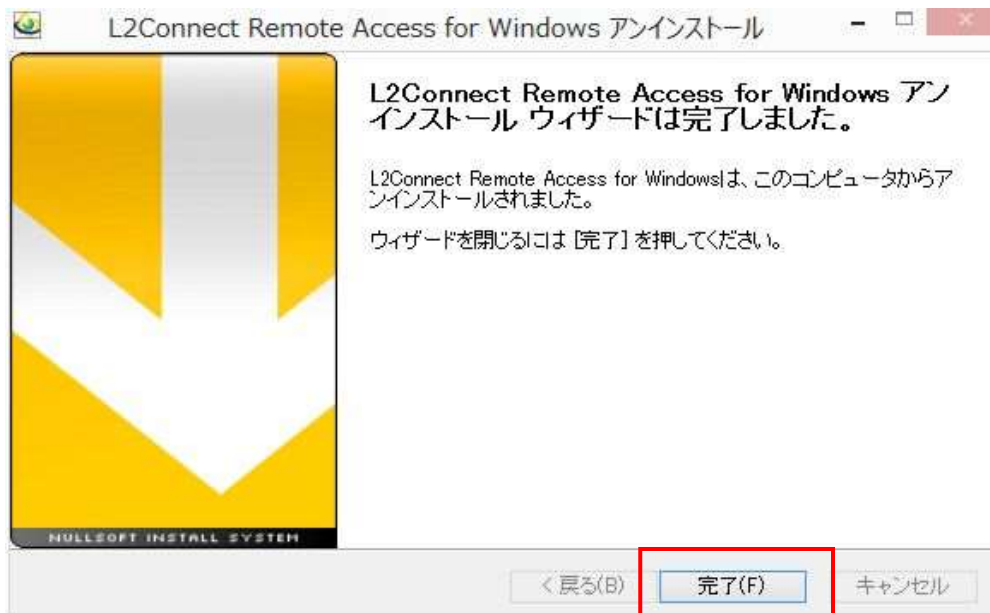 L2Connect Remote Access for Windows アンインストール
L2Connect Remote Access for Windows アン
インストール ウィザードは完了しました。
L2Connect Remote Access for Windowsは、このコンピュータからア
ンインストールされました。
ウィザードを閉じるには [完了] を押してください。
NULLSOFT INSTALL SYSTEM
< 戻る(B)
完了(F)
キャンセル